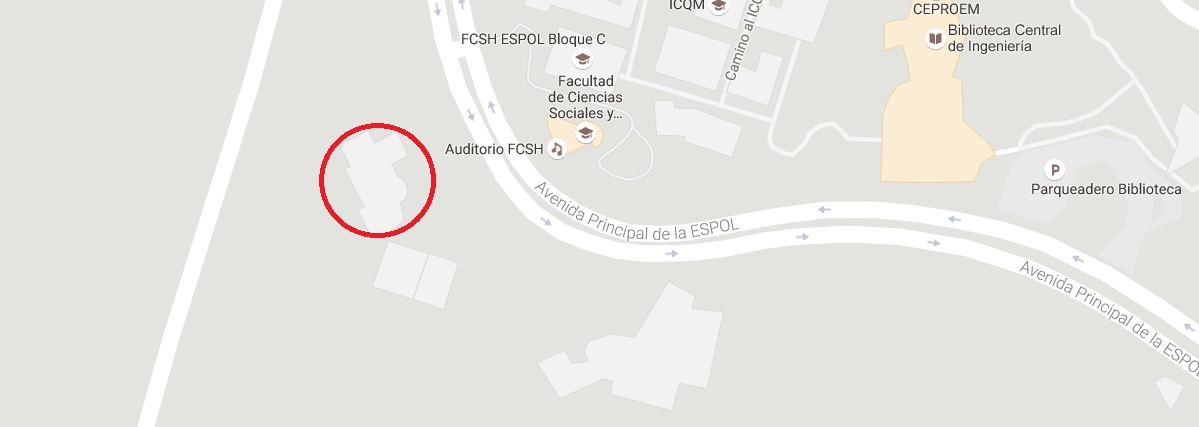 ICQM
CEPROEM
Biblioteca Central
de Ingeniería
FCSH ESPOL Bloque C
Camino al ICQ
Facultad
de Ciencias
Sociales y...
Auditorio FCSH
P
Parqueadero Biblioteca
Avenida Principal de la ESPOL
Avenida Principal de la ESPOL